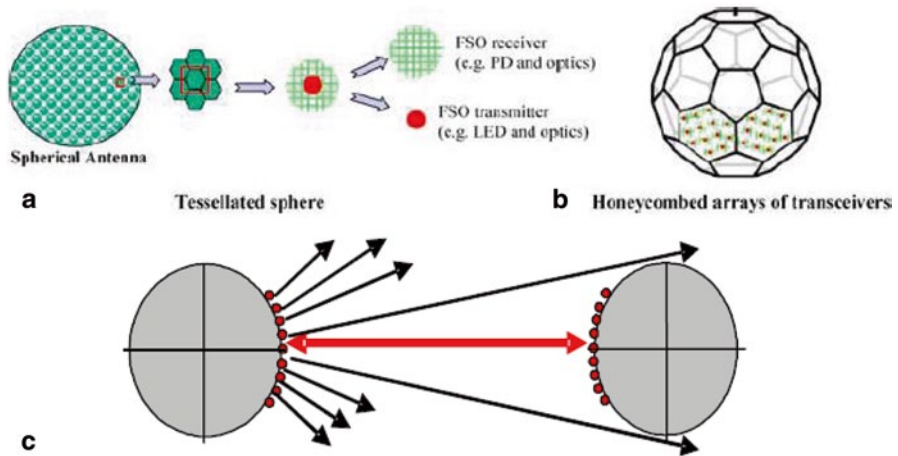 FSO receiver
(e.g. PD and optics)
FSO transmitter
(e.g. LED and optics)
Spherical Antenna
a
Tessellated sphere
b
Honeycombed arrays of transceivers
c